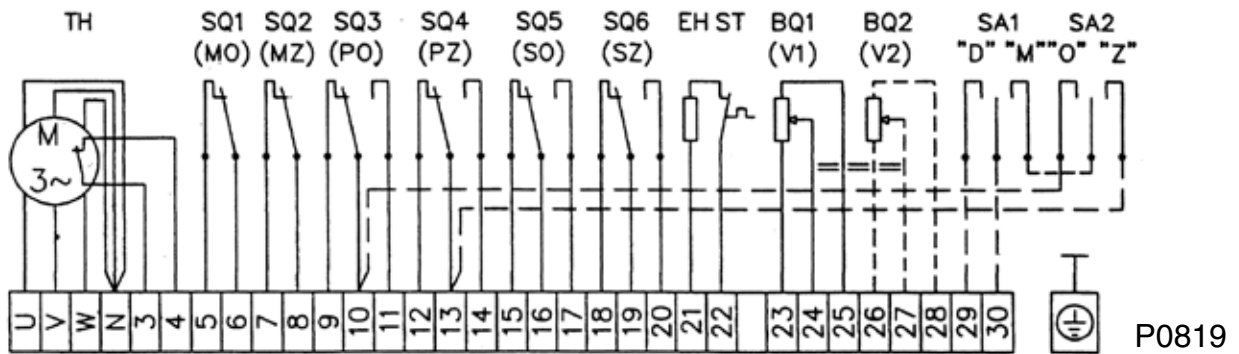 TH SQ1 SQ2 SQ3 SQ4 SQ5 SQ6 EH ST BQ1 BQ2 SA1 SA2
(MO) (MZ) (PO) (PZ) (SO) (SZ) (V1) (V2) "D" "M" "O" "Z"
M
3~
U V W N 3 4 5 6 7 8 9 10 11 12 13 14 15 16 17 18 19 20 21 22 23 24 25 26 27 28 29 30
P0819